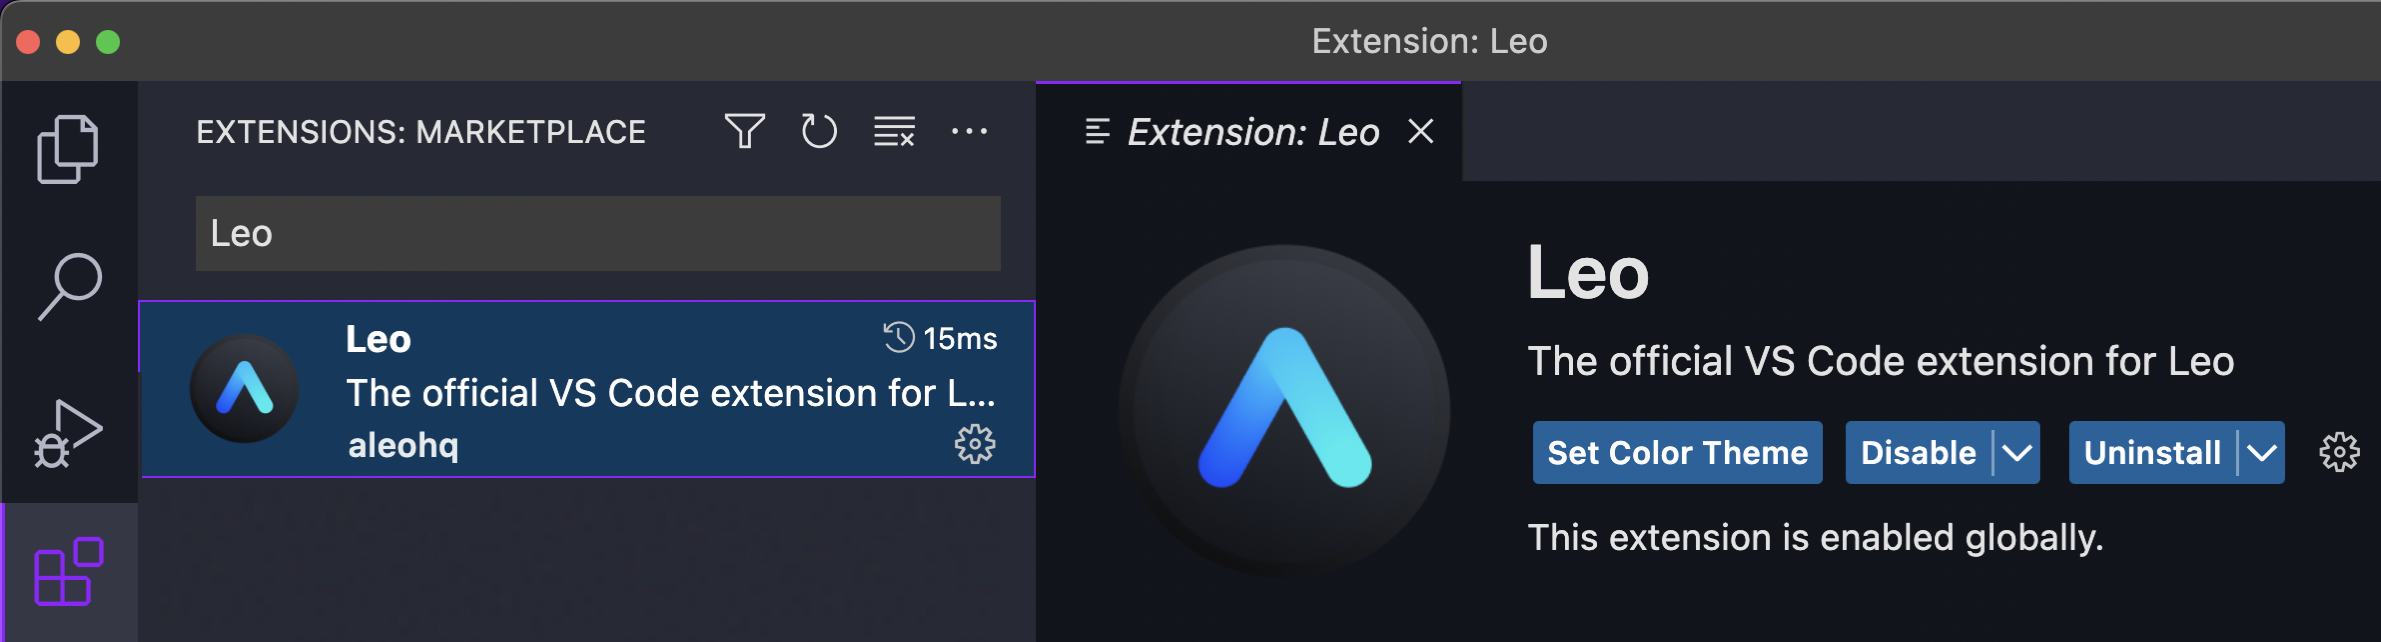 Extension: Leo
EXTENSIONS: MARKETPLACE
Leo
Leo
15ms
The official VS Code extension for L...
aleohq
Extension: Leo
Leo
The official VS Code extension for Leo
Set Color Theme
Disable
Uninstall
This extension is enabled globally.